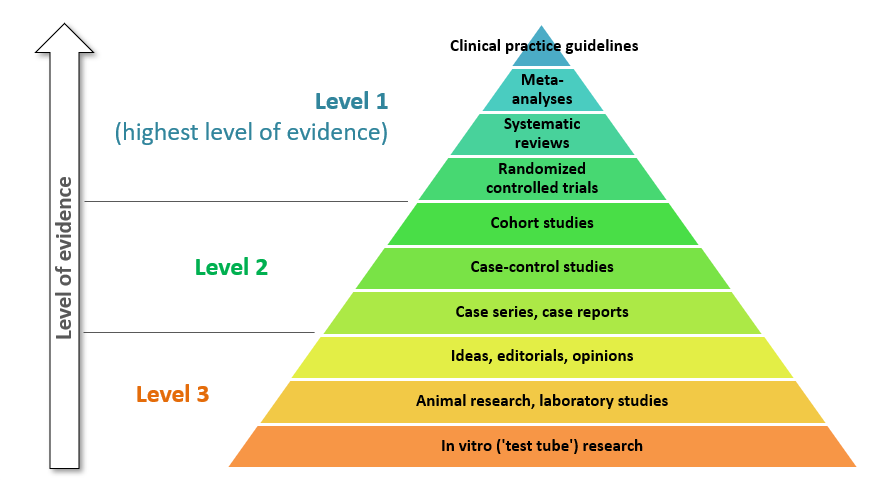 Clinical practice guidelines
Meta-
analyses
Level 1
(highest level of evidence)
Systematic
reviews
Randomized
controlled trials
Level of evidence
Cohort studies
Level 2
Case-control studies
Case series, case reports
Ideas, editorials, opinions
Level 3
Animal research, laboratory studies
In vitro ('test tube') research